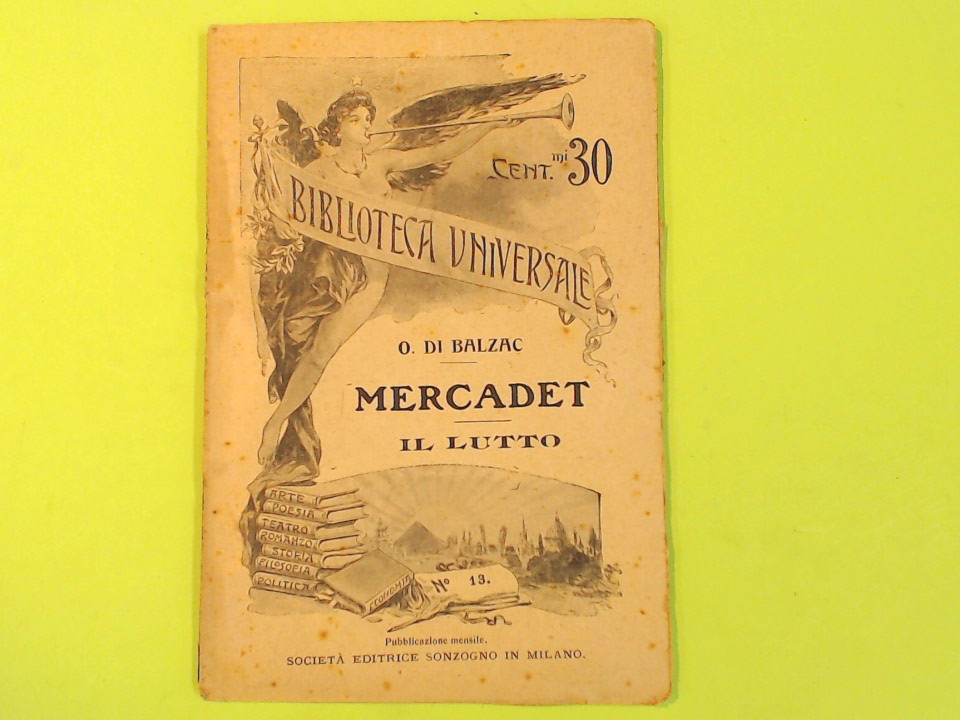 CENT.mi 30
BIBLIOTECA UNIVERSALE
O. DI BALZAC
MERCADET
IL LUTTO
ARTE
POESIA
TEATRO
ROMANZO
STORIA
FILOSOFIA
POLITICA
ECONOMIA
No 13.
Pubblicazione mensile.
SOCIETÀ EDITRICE SONZOGNO IN MILANO.